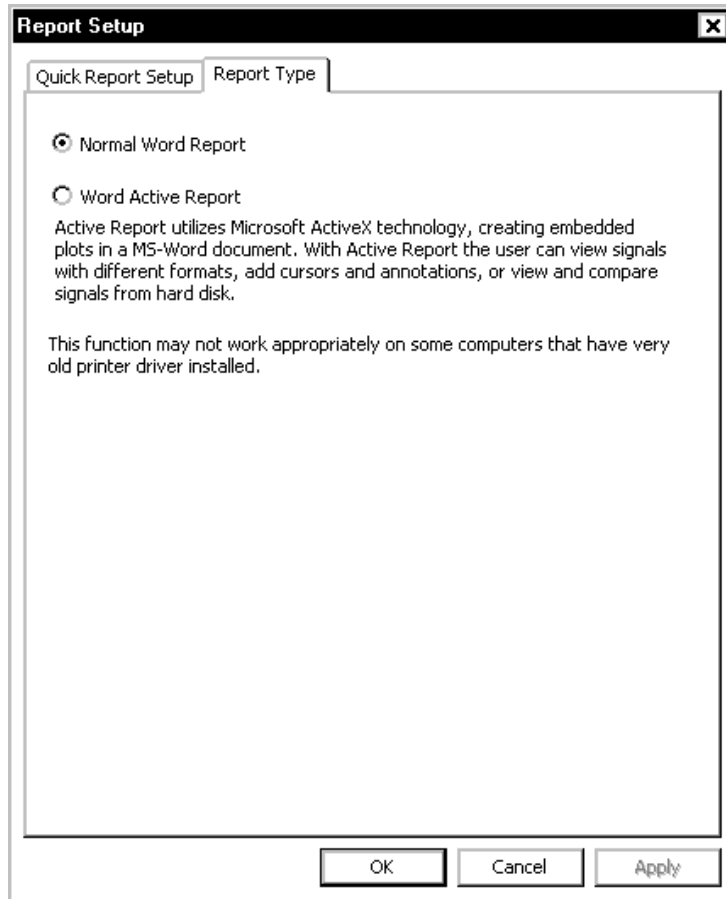 Report Setup
Quick Report Setup
Report Type
Normal Word Report
Word Active Report
Active Report utilizes Microsoft ActiveX technology, creating embedded
plots in a MS-Word document. With Active Report the user can view signals
with different formats, add cursors and annotations, or view and compare
signals from hard disk.
This function may not work appropriately on some computers that have very
old printer driver installed.
OK
Cancel
Apply